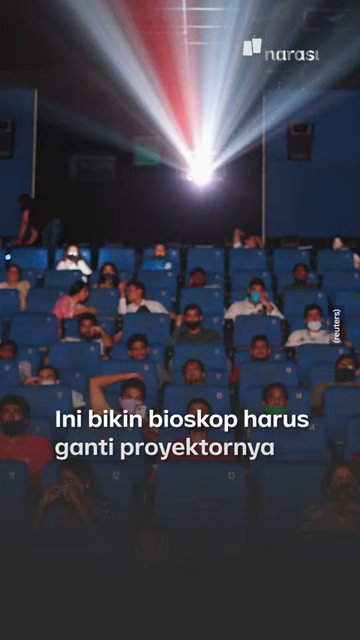 narasi
(reuters)
Ini bikin bioskop harus
ganti proyektornya